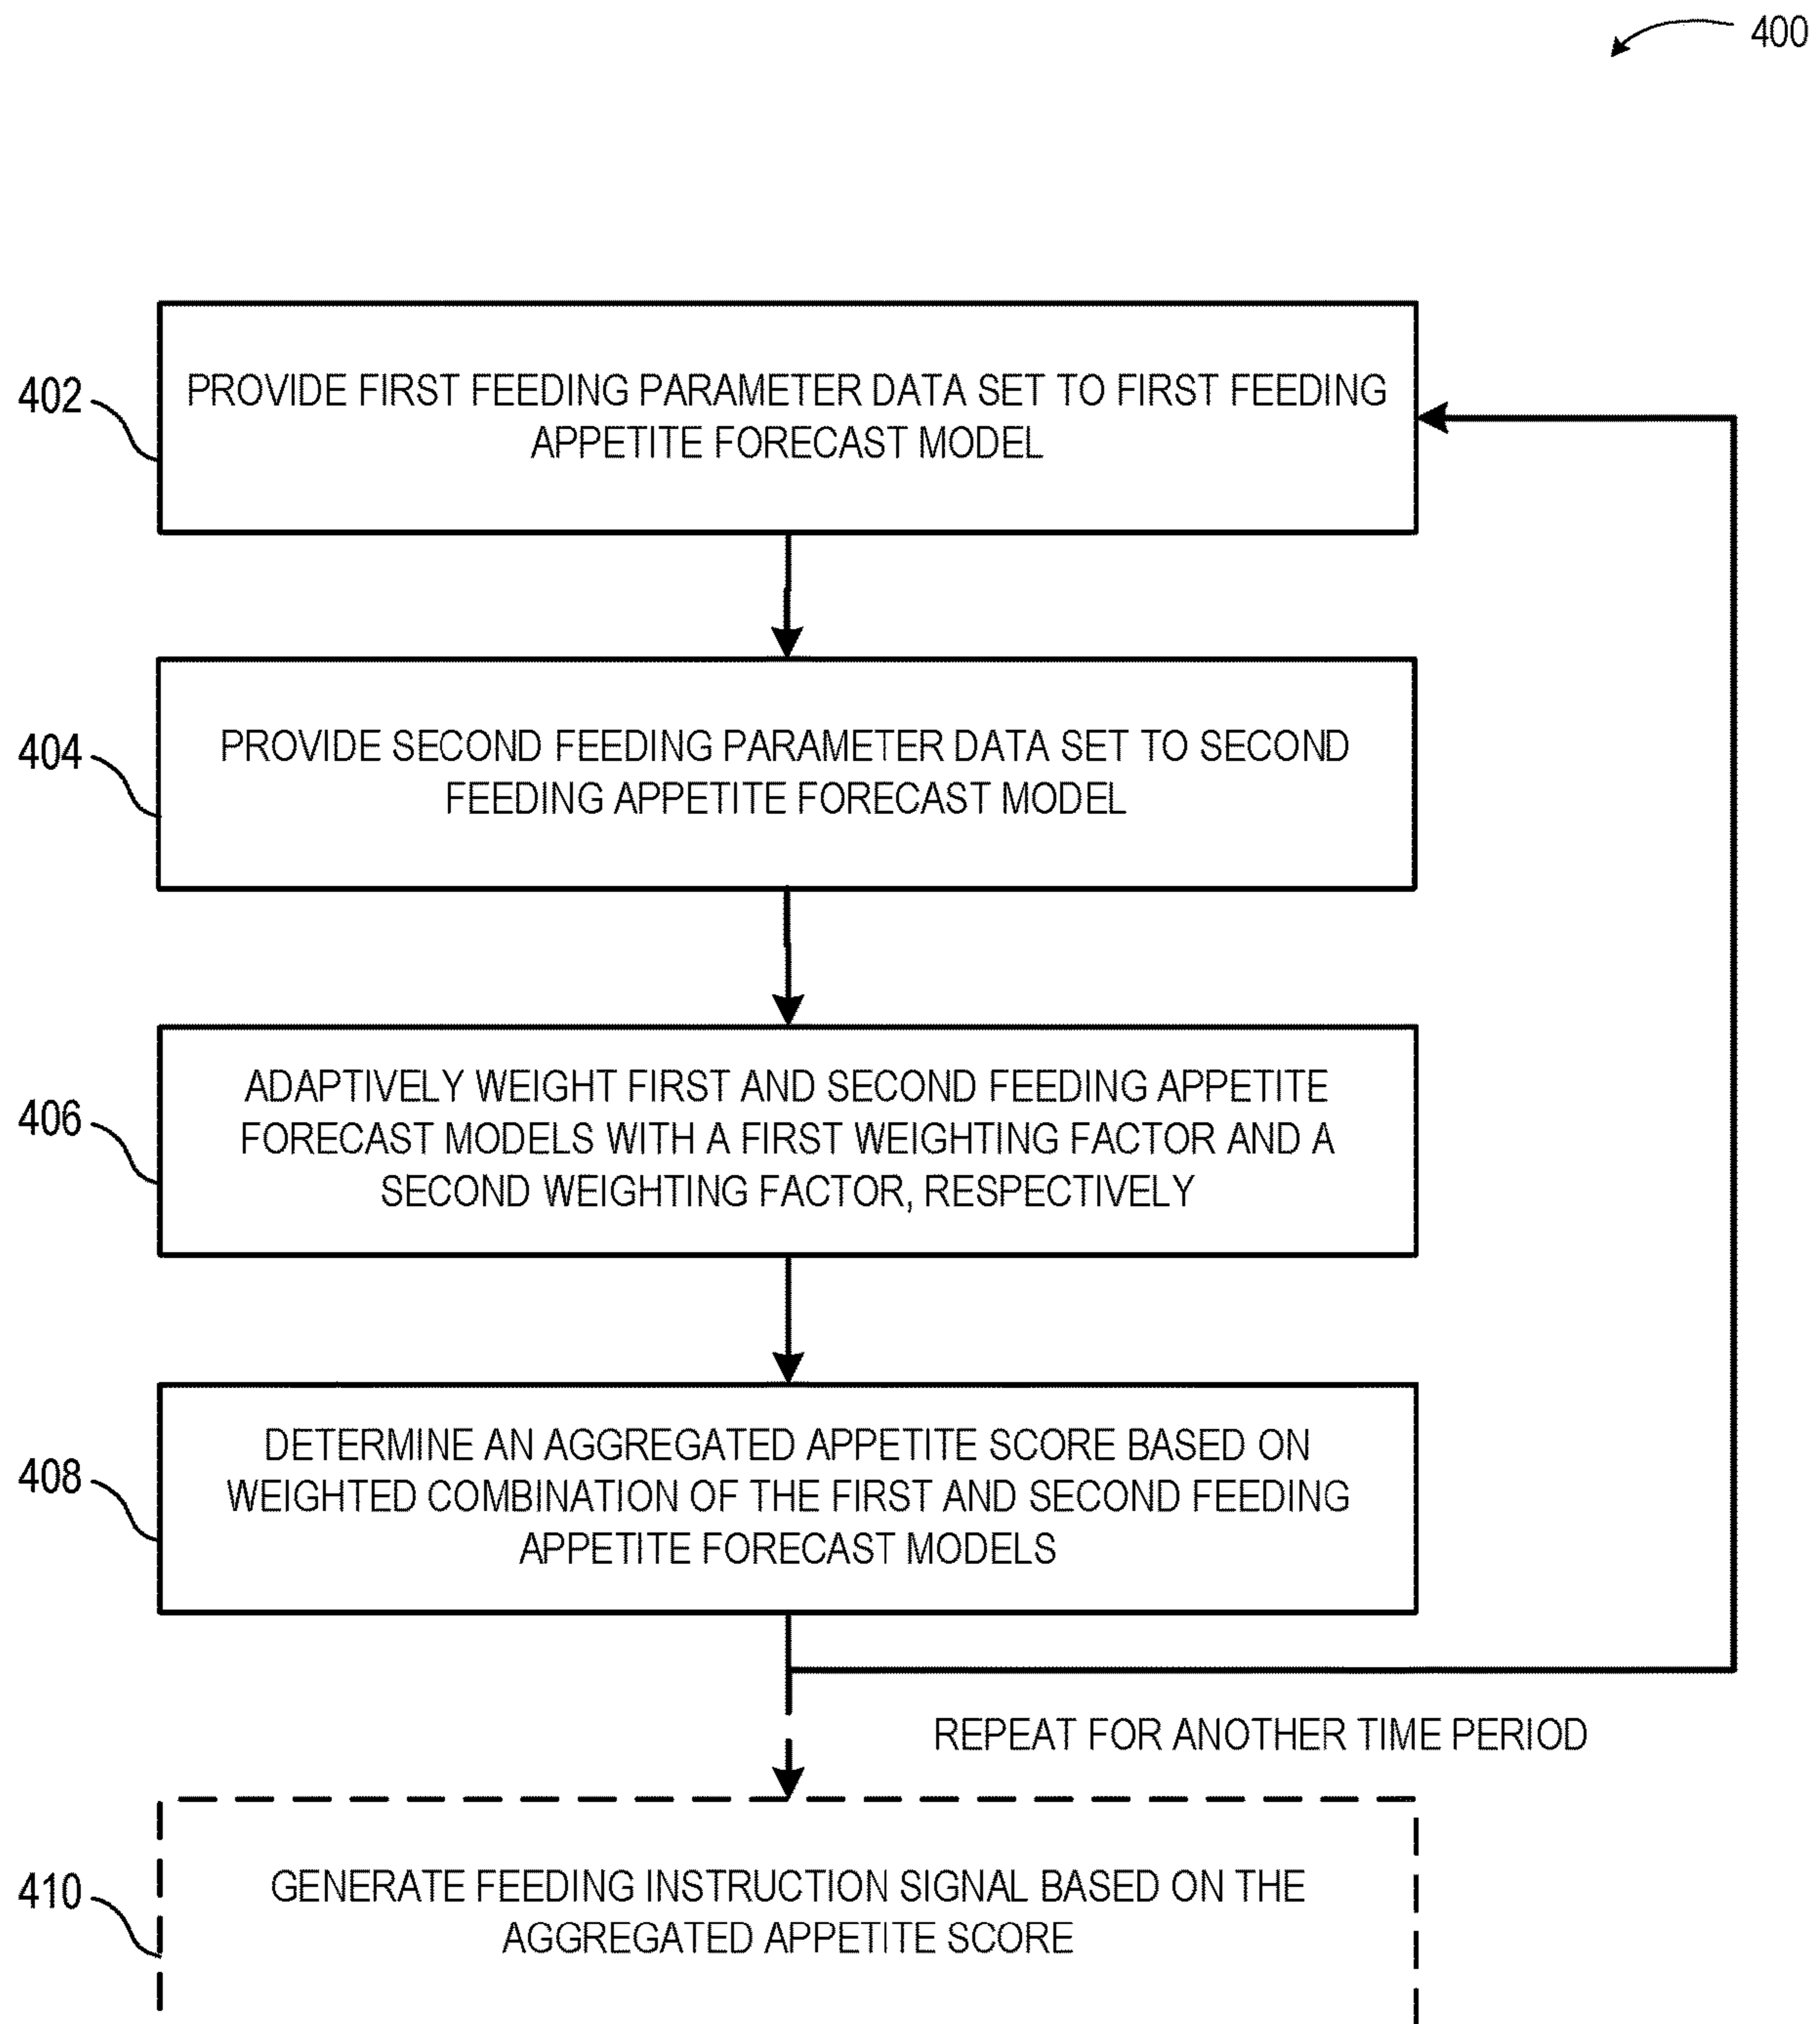 400
402
PROVIDE FIRST FEEDING PARAMETER DATA SET TO FIRST FEEDING
APPETITE FORECAST MODEL
404
PROVIDE SECOND FEEDING PARAMETER DATA SET TO SECOND
FEEDING APPETITE FORECAST MODEL
406
ADAPTIVELY WEIGHT FIRST AND SECOND FEEDING APPETITE
FORECAST MODELS WITH A FIRST WEIGHTING FACTOR AND A
SECOND WEIGHTING FACTOR, RESPECTIVELY
408
DETERMINE AN AGGREGATED APPETITE SCORE BASED ON
WEIGHTED COMBINATION OF THE FIRST AND SECOND FEEDING
APPETITE FORECAST MODELS
REPEAT FOR ANOTHER TIME PERIOD
410
GENERATE FEEDING INSTRUCTION SIGNAL BASED ON THE
AGGREGATED APPETITE SCORE